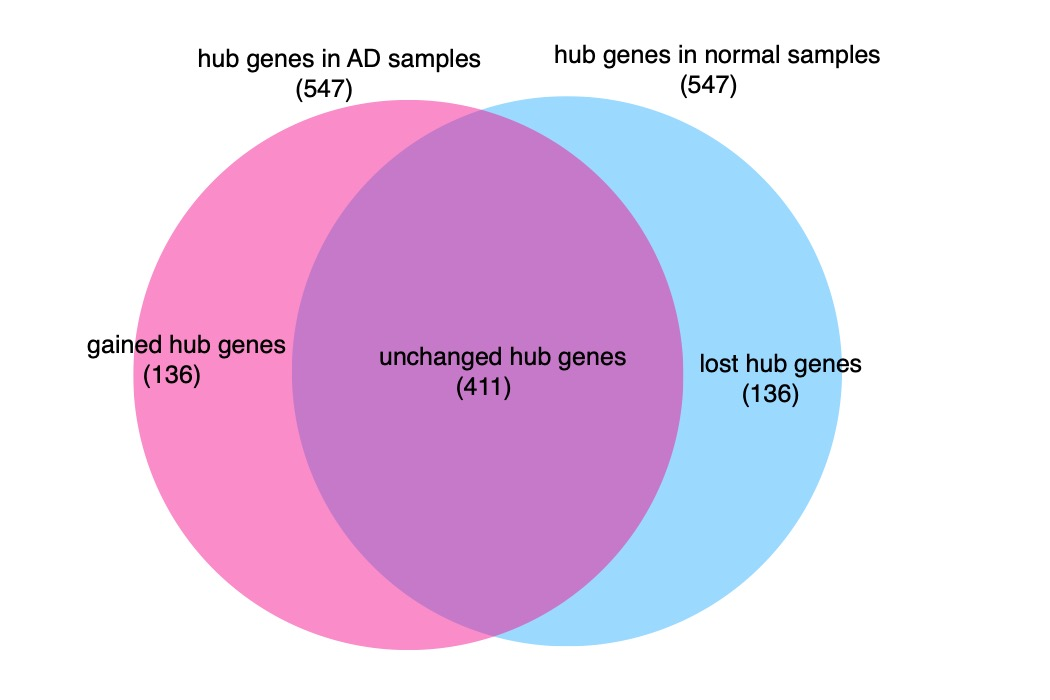 hub genes in AD samples
(547)
hub genes in normal samples
(547)
gained hub genes
(136)
unchanged hub genes
(411)
lost hub genes
(136)